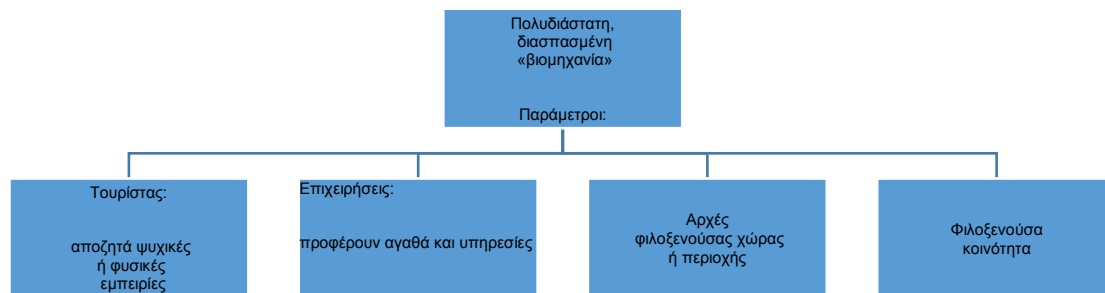 Πολυδιάστατη,
διασπασμένη
«βιομηχανία»
Παράμετροι:
Τουρίστας:
αποζητά ψυχικές
ή φυσικές
εμπειρίες
Επιχειρήσεις:
προφέρουν αγαθά και υπηρεσίες
Αρχές
φιλοξενούσας χώρας
ή περιοχής
Φιλοξενούσα
κοινότητα